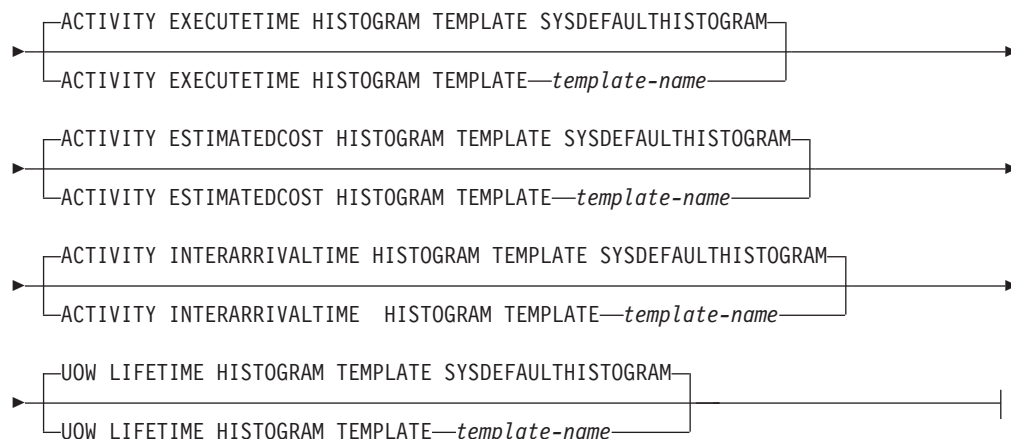 ACTIVITY EXECUTETIME HISTOGRAM TEMPLATE SYSDEFAULTHISTOGRAM
ACTIVITY EXECUTETIME HISTOGRAM TEMPLATE template-name
ACTIVITY ESTIMATEDCOST HISTOGRAM TEMPLATE SYSDEFAULTHISTOGRAM
ACTIVITY ESTIMATEDCOST HISTOGRAM TEMPLATE template-name
ACTIVITY INTERARRIVALTIME HISTOGRAM TEMPLATE SYSDEFAULTHISTOGRAM
ACTIVITY INTERARRIVALTIME HISTOGRAM TEMPLATE template-name
UOW LIFETIME HISTOGRAM TEMPLATE SYSDEFAULTHISTOGRAM
UOW LIFETIME HISTOGRAM TEMPLATE template-name